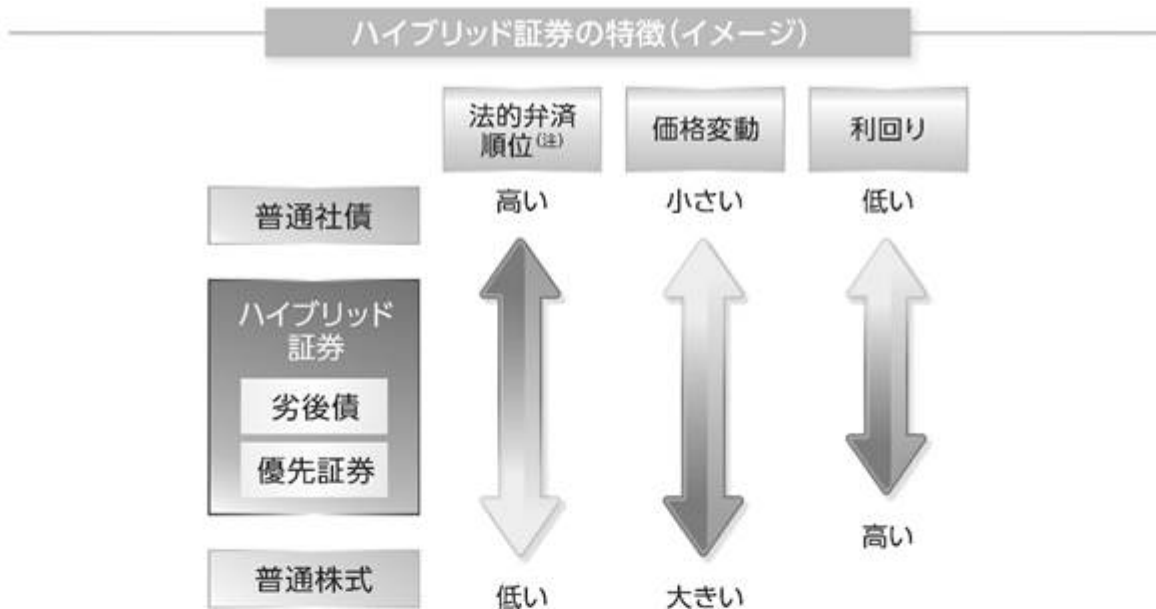 ハイブリッド証券の特徴(イメージ)
法的弁済
順位(注)
価格変動
利回り
普通社債
高い
小さい
低い
ハイブリッド
証券
劣後債
優先証券
高い
普通株式
低い
大きい